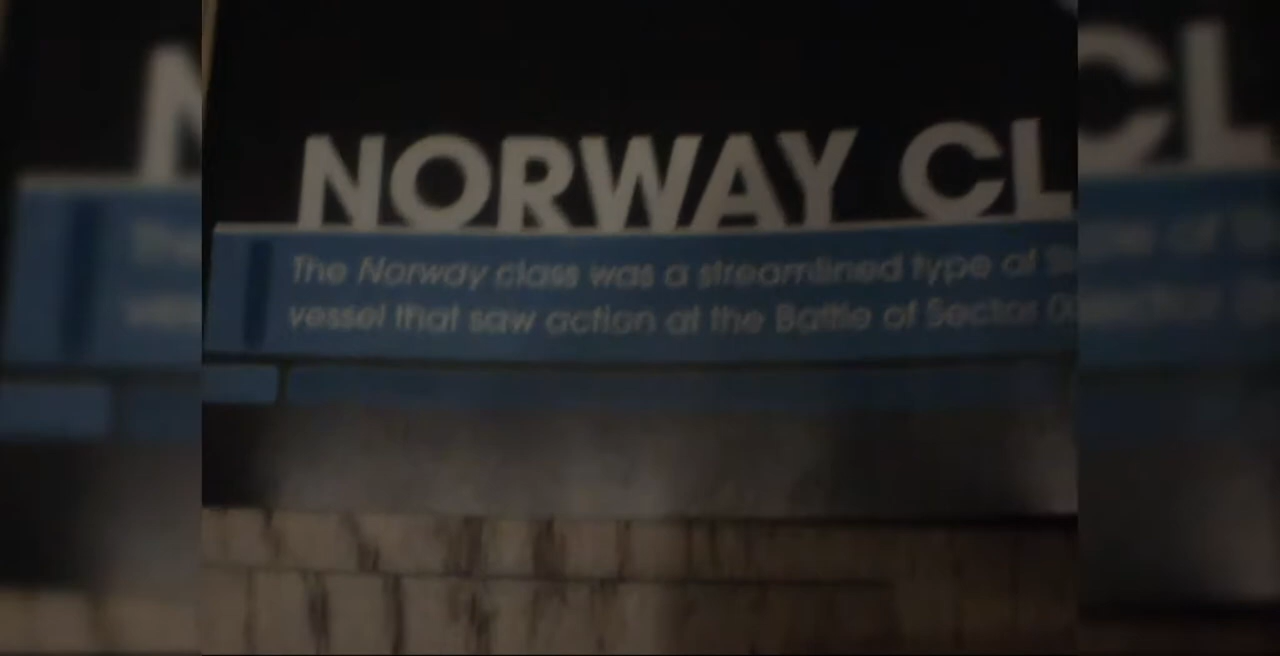 NORWAY CL
The Norway class was a streamlined type of
vessel that saw action at the Battle of Sector